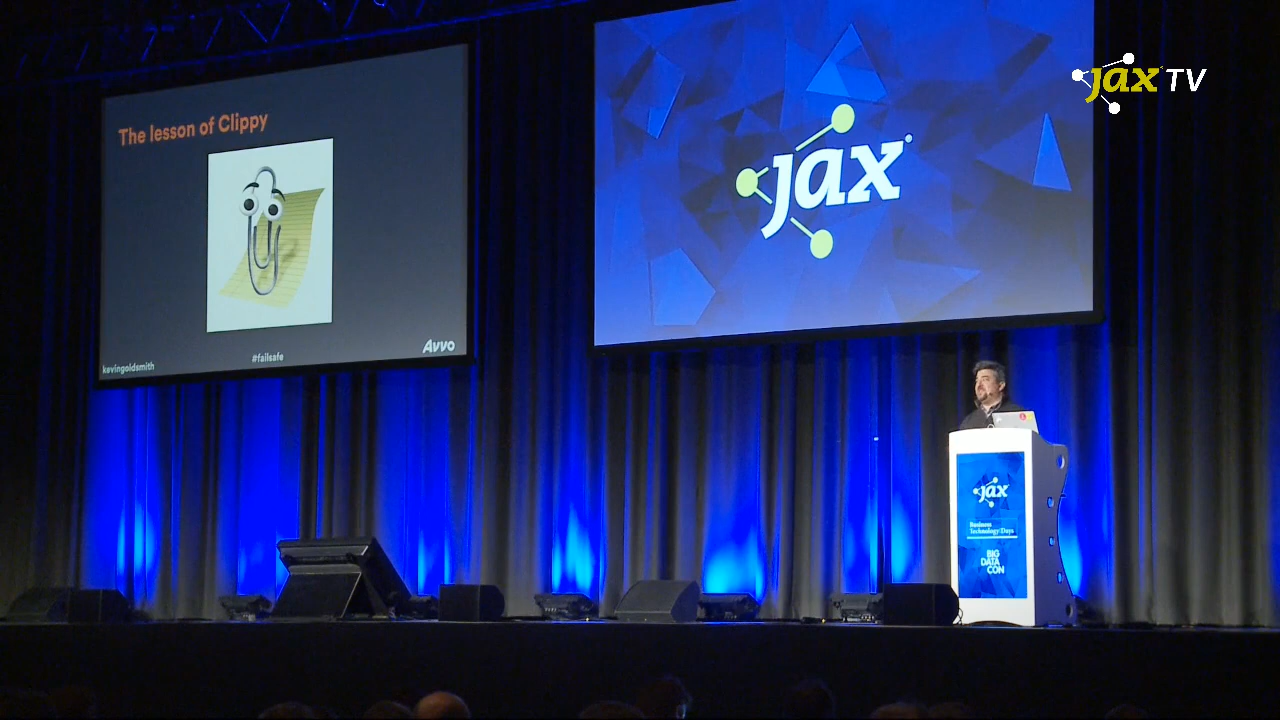 The lesson of Clippy
kevingoldsmith
#failsafe
Avvo
jax
jax TV
jax
Business
Technology Days
BIG
DATA
CON